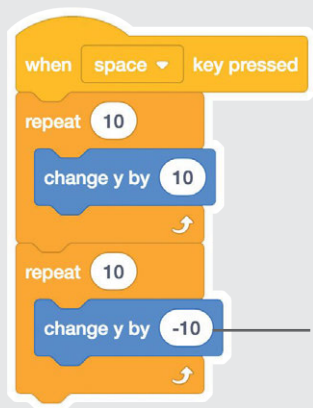 when space key pressed
repeat 10
change y by 10
repeat 10
change y by -10